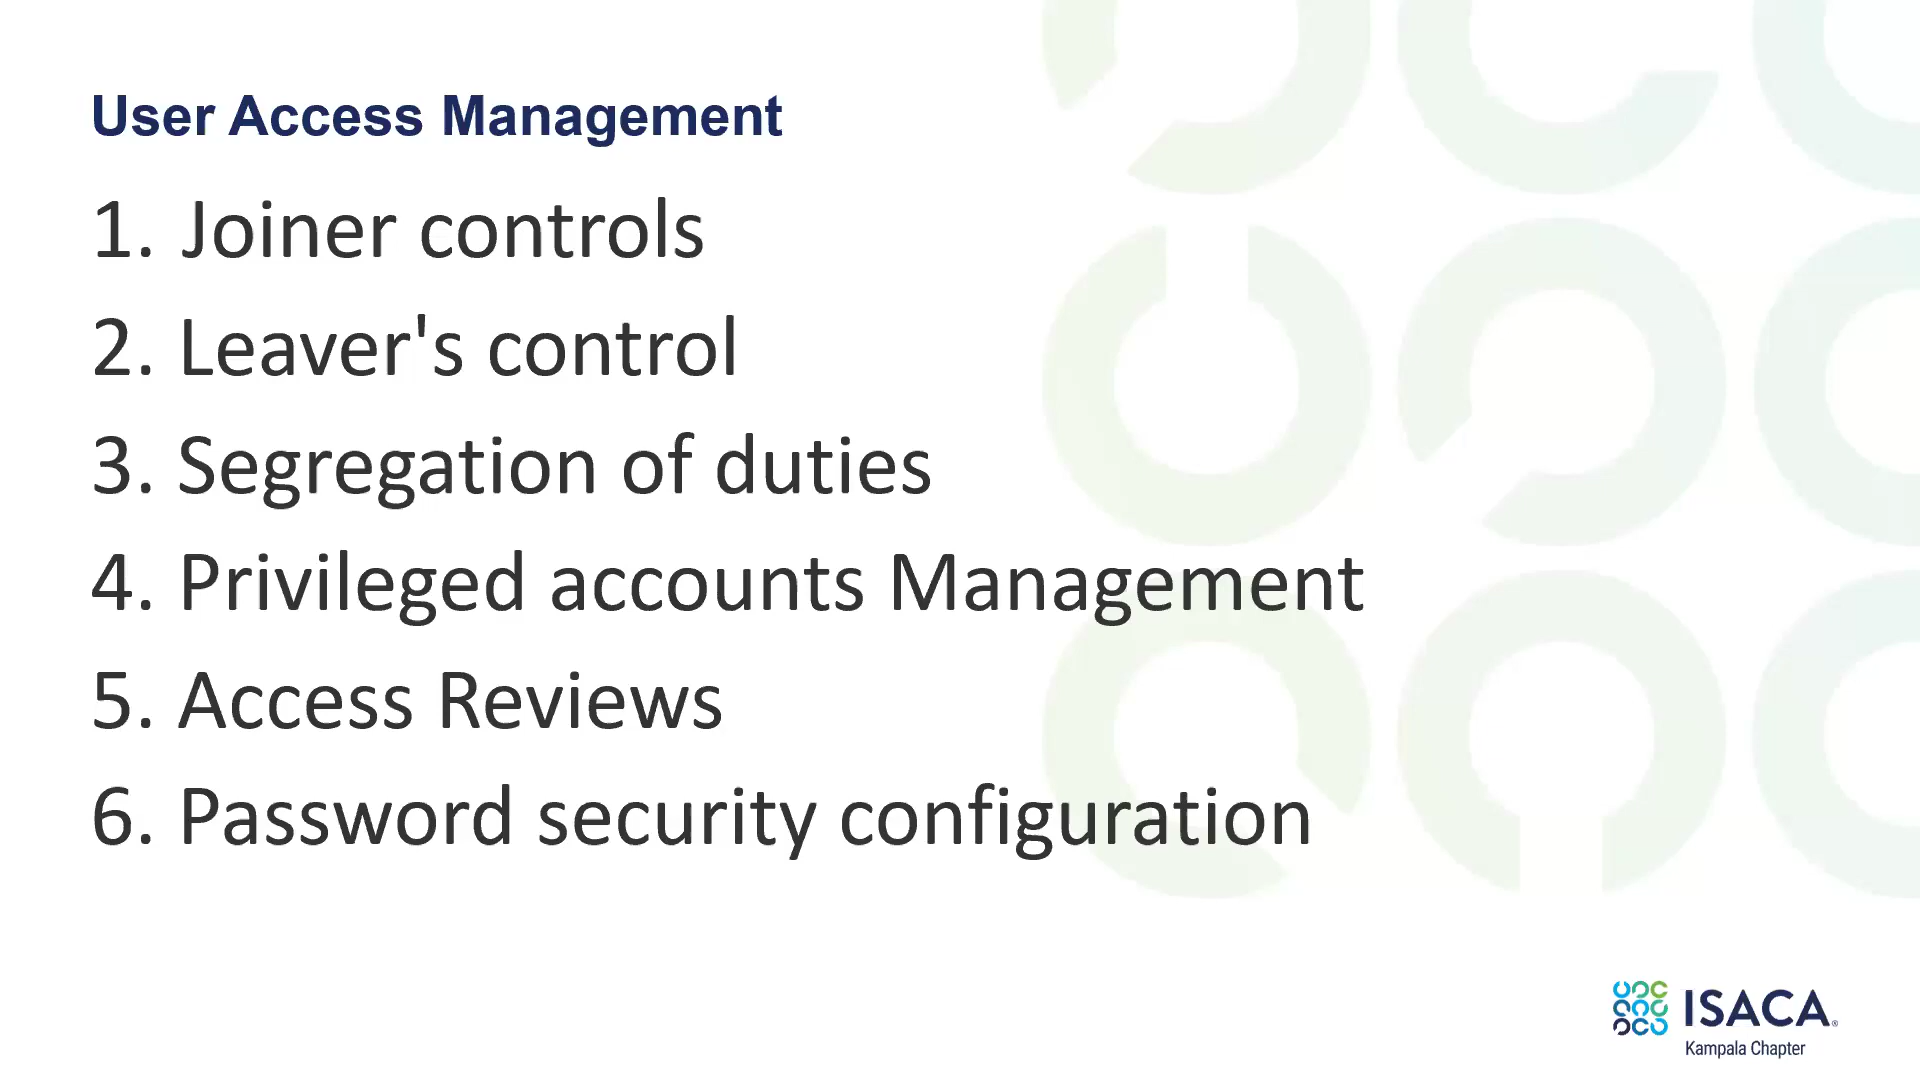 User Access Management
1. Joiner controls
2. Leaver's control
3. Segregation of duties
4. Privileged accounts Management
5. Access Reviews
6. Password security configuration
ISACA®
Kampala Chapter